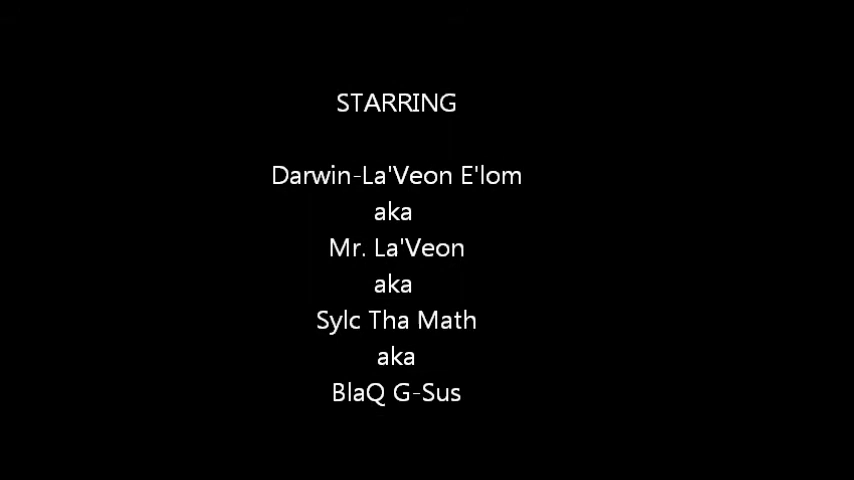 STARRING
Darwin-La'Veon E'lom
aka
Mr. La'Veon
aka
Sylc Tha Math
aka
BlaQ G-Sus